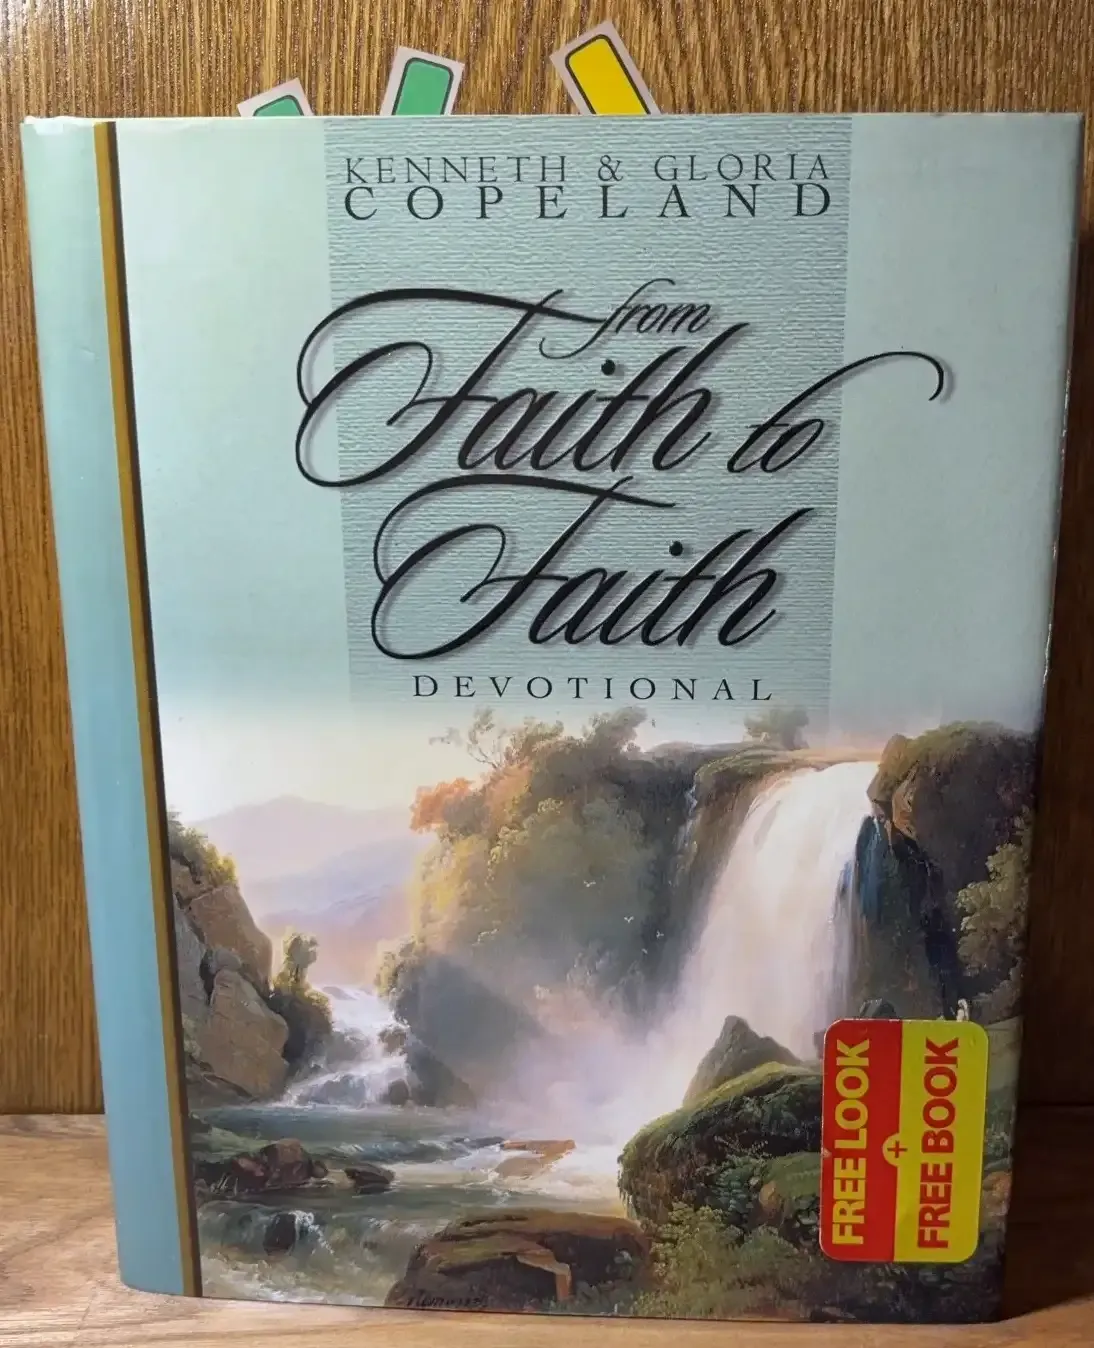 KENNETH & GLORIA
COPELAND
from
Faith to
Faith
DEVOTIONAL
FREE LOOK
+
FREE BOOK